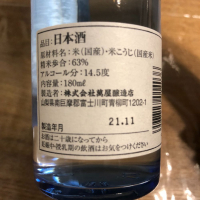 品目:日本酒
原材料名:米(国産)・米こうじ(国産米)
精米歩合:63%
アルコール分:14.5度
内容量:180ml
製造者:株式会社萬屋醸造店
山梨県南巨摩郡富士川町青柳町1202-1
製造年月
21.11
お酒は二十歳になってから
妊娠中や授乳期の飲酒はお気をつけください